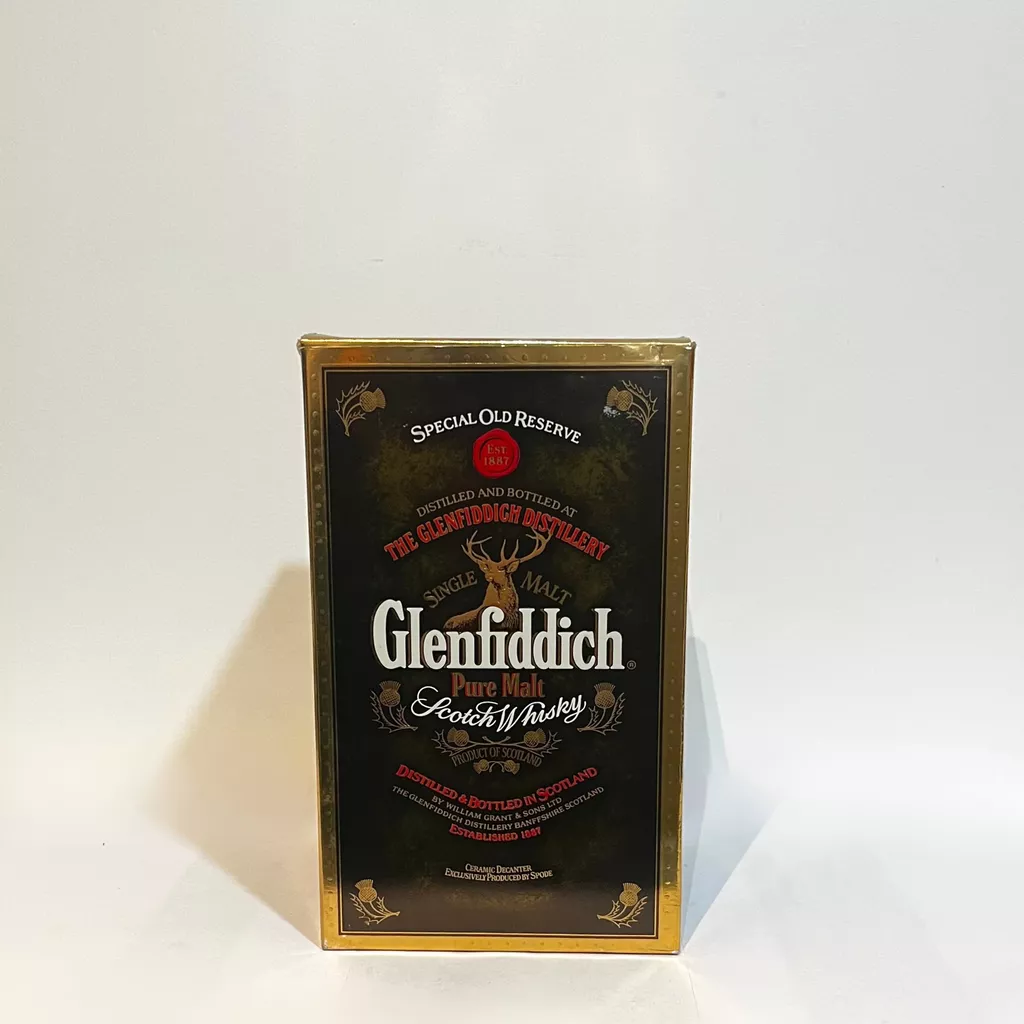 SPECIAL OLD RESERVE
EST.
1887
DISTILLED AND BOTTLED AT
THE GLENFIDDICH DISTILLERY
SINGLE MALT
Glenfiddich®
Pure Malt
Scotch Whisky
PRODUCT OF SCOTLAND
DISTILLED & BOTTLED IN SCOTLAND
BY WILLIAM GRANT & SONS LTD
THE GLENFIDDICH DISTILLERY BANFFSHIRE SCOTLAND
ESTABLISHED 1887
CERAMIC DECANTER
EXCLUSIVELY PRODUCED BY SPODE